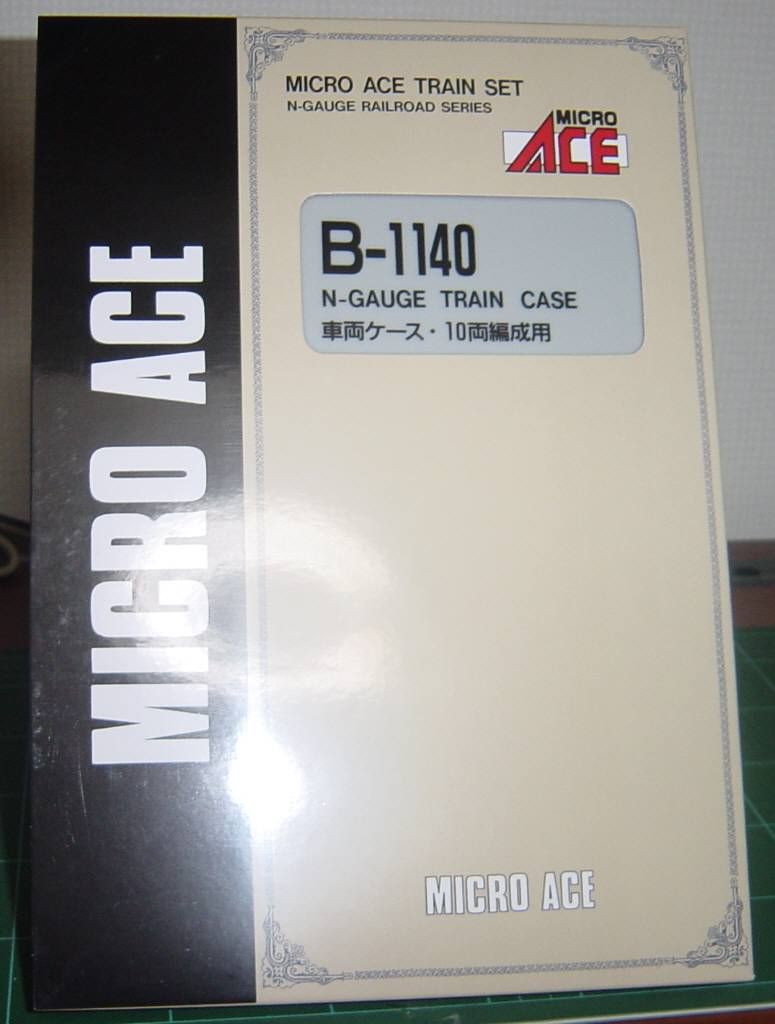 MICRO ACE
MICRO ACE TRAIN SET
N-GAUGE RAILROAD SERIES
MICRO
ACE
B-1140
N-GAUGE TRAIN CASE
車両ケース・10両編成用
MICRO ACE